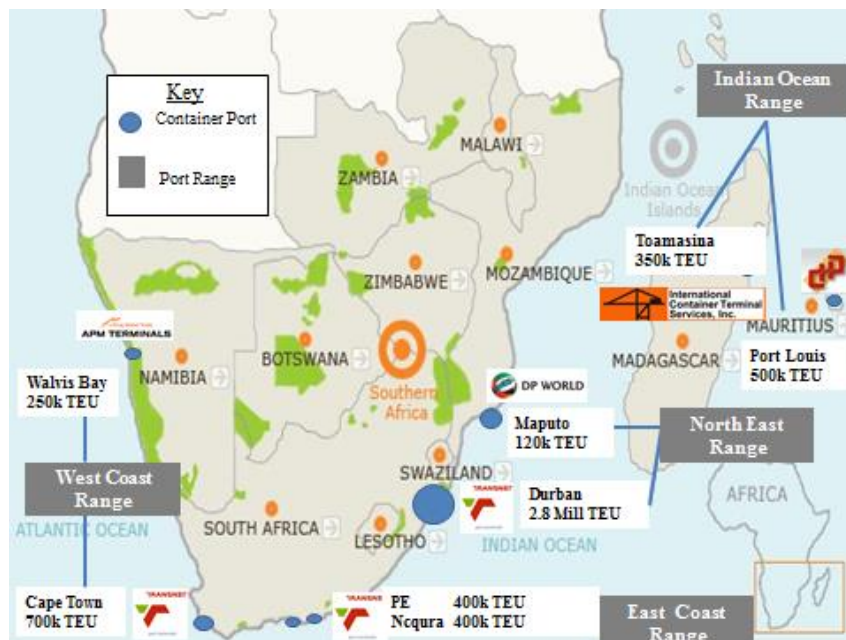 Key
Container Port
Port Range
Indian Ocean
Range
MALAWI
ZAMBIA
Indian Ocean
Islands
Toamasina
350k TEU
ZIMBABWE
MOZAMBIQUE
International
Container Terminal
Services, Inc.
APM TERMINALS
MAURITIUS
BOTSWANA
NAMIBIA
MADAGASCAR
Port Louis
500k TEU
Walvis Bay
250k TEU
Southern
Africa
DP WORLD
Maputo
120k TEU
North East
Range
SWAZILAND
West Coast
Range
Durban
2.8 Mill TEU
AFRICA
TRANSNET
SOUTH AFRICA
LESOTHO
ATLANTIC OCEAN
INDIAN OCEAN
Cape Town
700k TEU
TRANSNET
PE 400k TEU
Ncqura 400k TEU
East Coast
Range